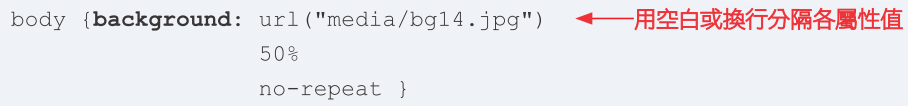 body {background: url("media/bg14.jpg") 用空白或換行分隔各屬性值
50%
no-repeat }